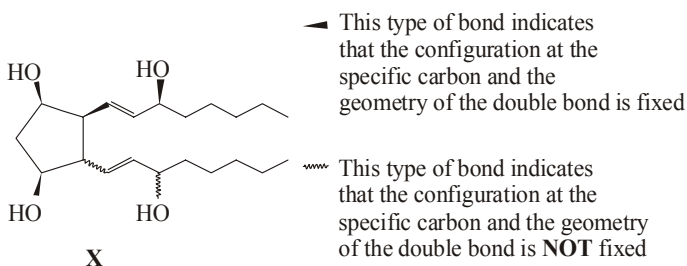 This type of bond indicates
that the configuration at the
specific carbon and the
geometry of the double bond is fixed
HO
HO
This type of bond indicates
that the configuration at the
specific carbon and the geometry
of the double bond is NOT fixed
HO
HO
X